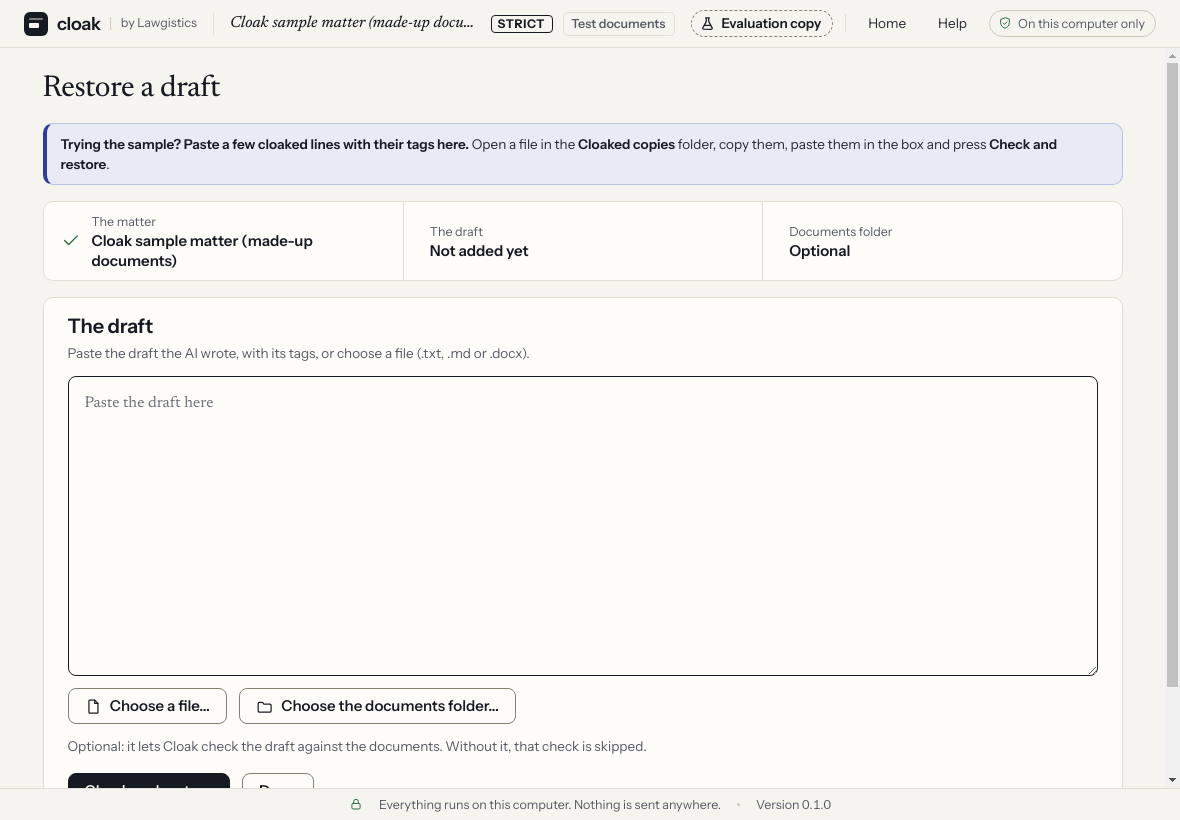 cloak by Lawgistics Cloak sample matter (made-up docu... STRICT Test documents Evaluation copy Home Help On this computer only
Restore a draft
Trying the sample? Paste a few cloaked lines with their tags here. Open a file in the Cloaked copies folder, copy them, paste them in the box and press Check and
restore.
The matter
Cloak sample matter (made-up
documents)
The draft
Not added yet
Documents folder
Optional
The draft
Paste the draft the AI wrote, with its tags, or choose a file (.txt, .md or .docx).
Paste the draft here
Choose a file... Choose the documents folder...
Optional: it lets Cloak check the draft against the documents. Without it, that check is skipped.
Everything runs on this computer. Nothing is sent anywhere. • Version 0.1.0